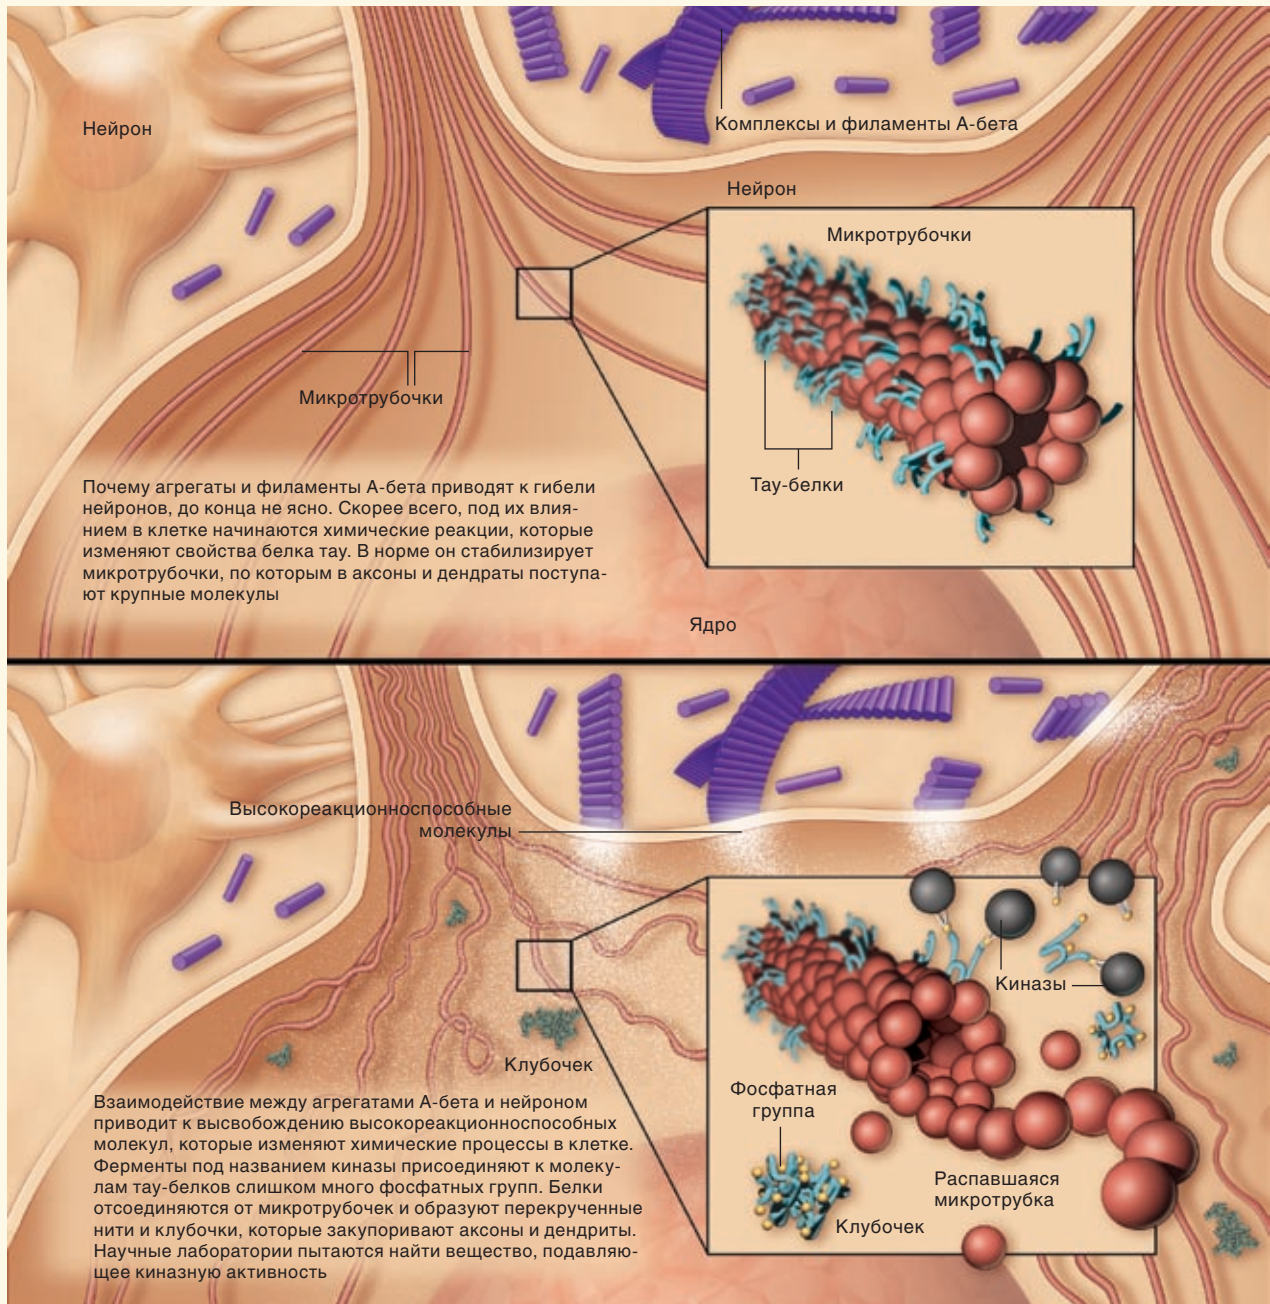 Нейрон
Комплексы и филаменты А-бета
Нейрон
Микротрубочки
Микротрубочки
Тау-белки
Почему агрегаты и филаменты А-бета приводят к гибели
нейронов, до конца не ясно. Скорее всего, под их влия-
нием в клетке начинаются химические реакции, которые
изменяют свойства белка тау. В норме он стабилизирует
микротрубочки, по которым в аксоны и дендраты поступа-
ют крупные молекулы
Ядро
Высокореакционноспособные
молекулы
Киназы
Клубочек
Фосфатная
группа
Распавшаяся
микротрубка
Клубочек
Взаимодействие между агрегатами А-бета и нейроном
приводит к высвобождению высокореакционноспособных
молекул, которые изменяют химические процессы в клетке.
Ферменты под названием киназы присоединяют к молеку-
лам тау-белков слишком много фосфатных групп. Белки
отсоединяются от микротрубочек и образуют перекрученные
нити и клубочки, которые закупоривают аксоны и дендриты.
Научные лаборатории пытаются найти вещество, подавляю-
щее киназную активность